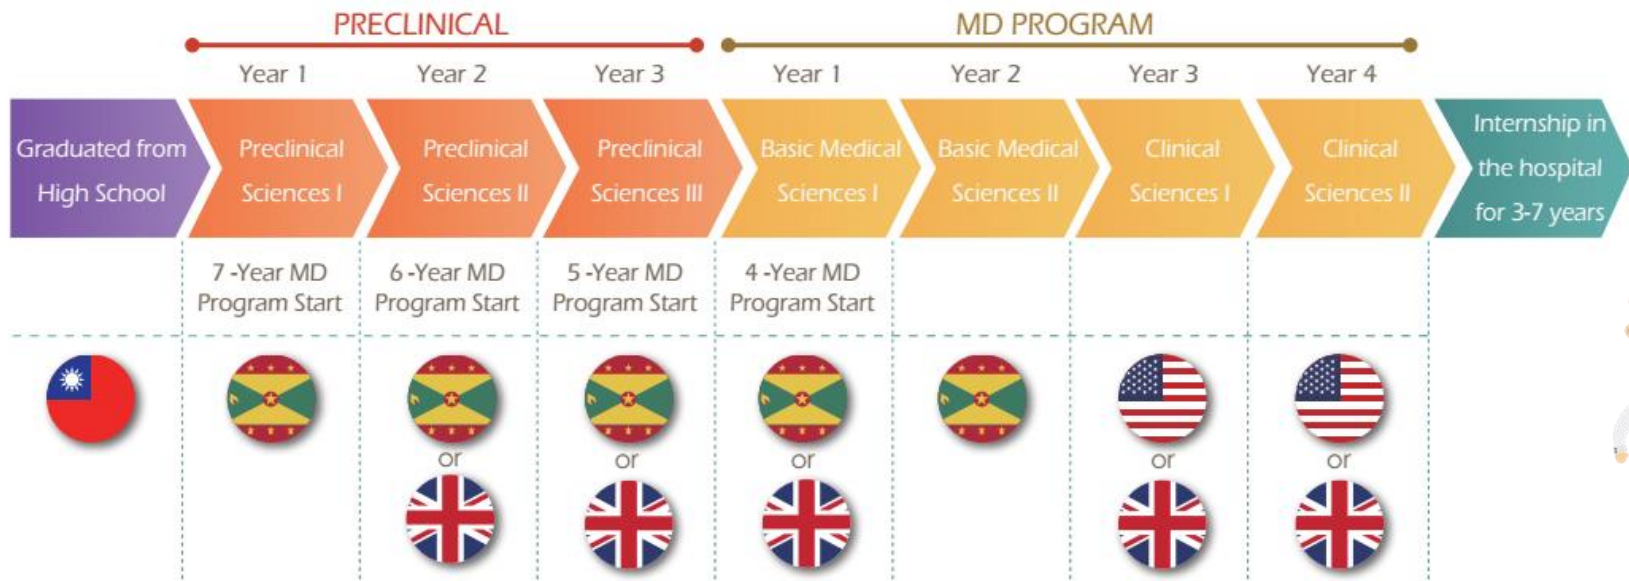 PRECLINICAL
MD PROGRAM
Year 1
Year 2
Year 3
Year 1
Year 2
Year 3
Year 4
Graduated from
High School
Preclinical
Sciences I
Preclinical
Sciences II
Preclinical
Sciences III
Basic Medical
Sciences I
Basic Medical
Sciences II
Clinical
Sciences I
Clinical
Sciences II
Internship in
the hospital
for 3-7 years
7 -Year MD
Program Start
6 -Year MD
Program Start
5 -Year MD
Program Start
4 -Year MD
Program Start
or
or
or
or
or